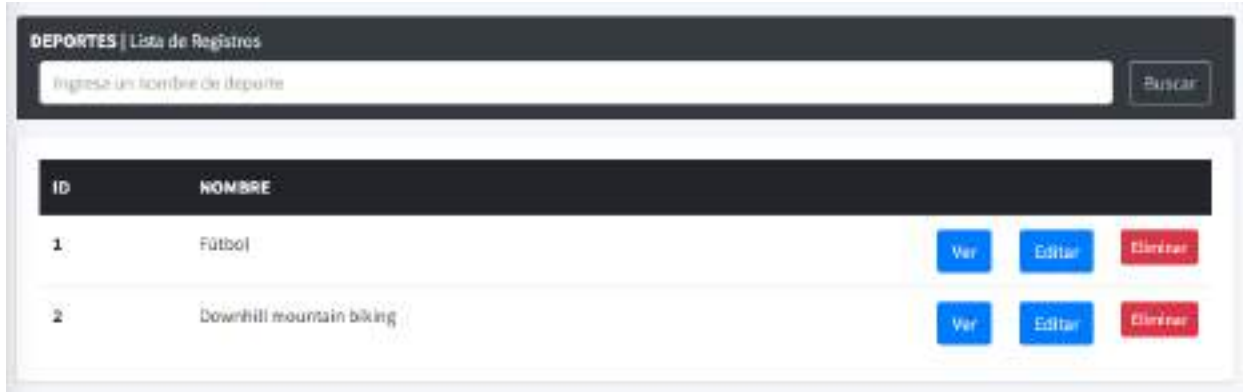 DEPORTES | Lista de Registros
Ingresa un nombre de deporte Buscar
ID NOMBRE
1 Fútbol Ver Editar Eliminar
2 Downhill mountain biking Ver Editar Eliminar